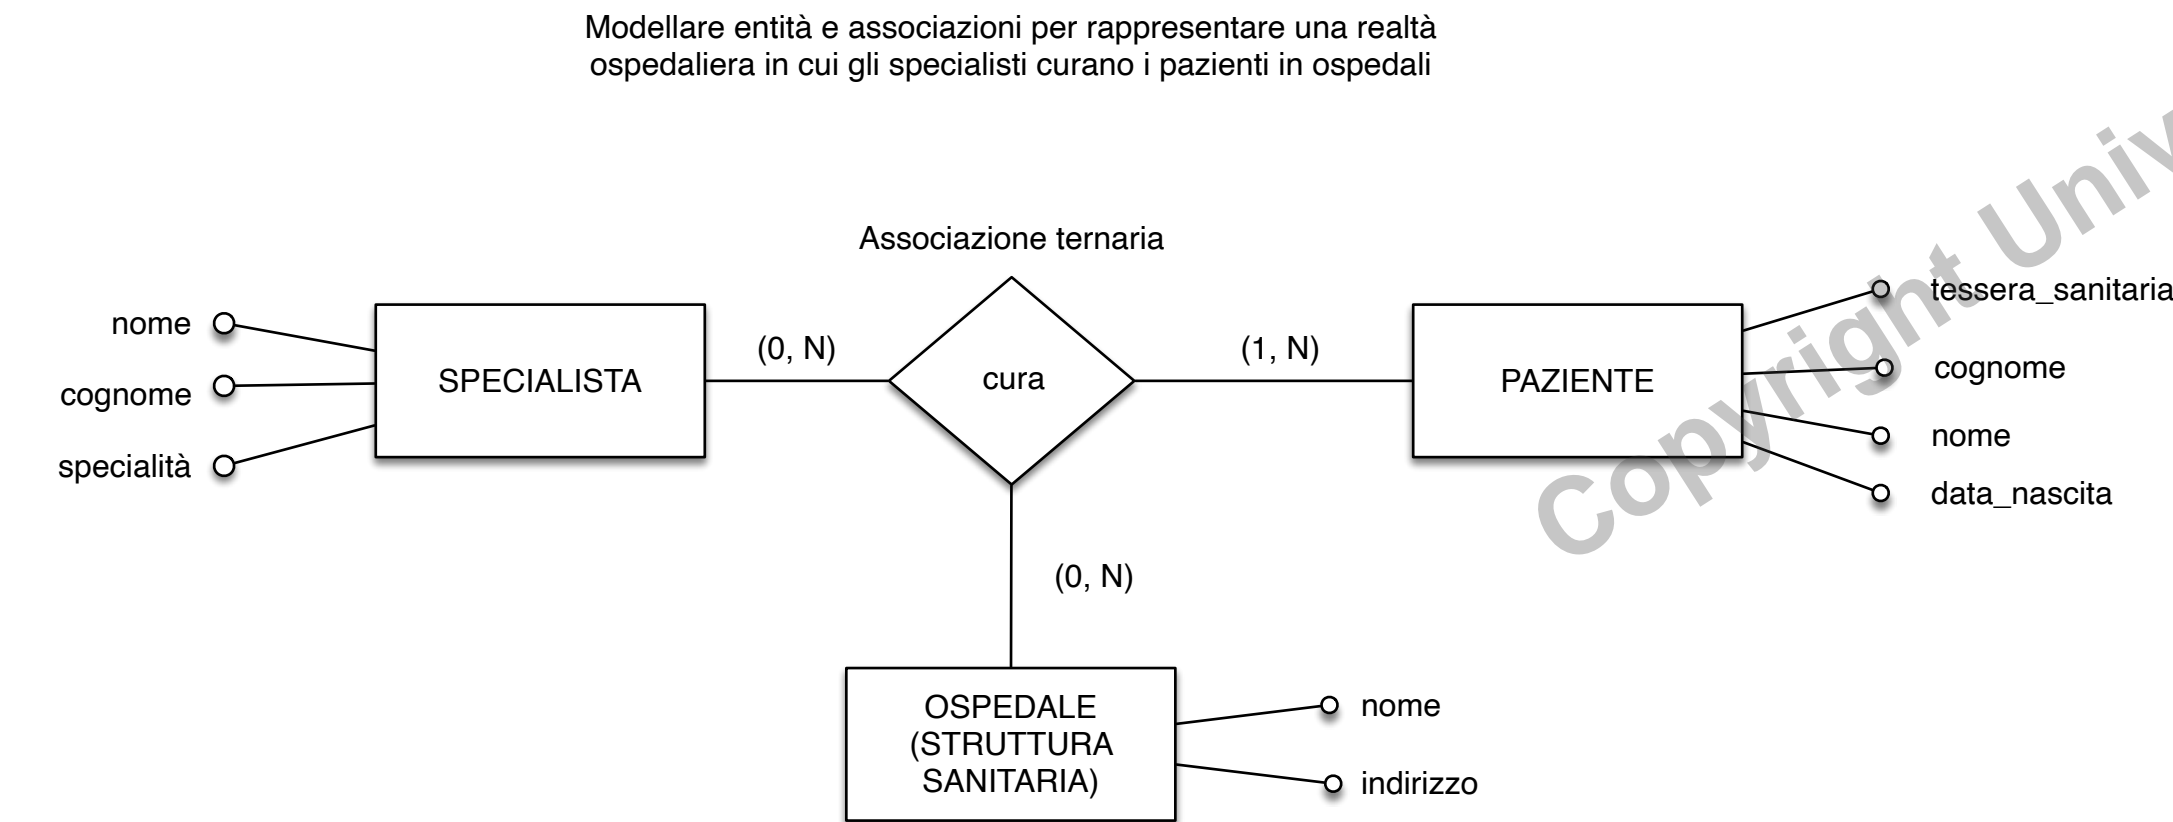 Modellare entità e associazioni per rappresentare una realtà
ospedaliera in cui gli specialisti curano i pazienti in ospedali
Associazione ternaria
nome
cognome
specialità
SPECIALISTA
(0, N)
cura
(1, N)
PAZIENTE
tessera_sanitaria
cognome
nome
data_nascita
(0, N)
OSPEDALE
(STRUTTURA
SANITARIA)
nome
indirizzo
Copyright Univ